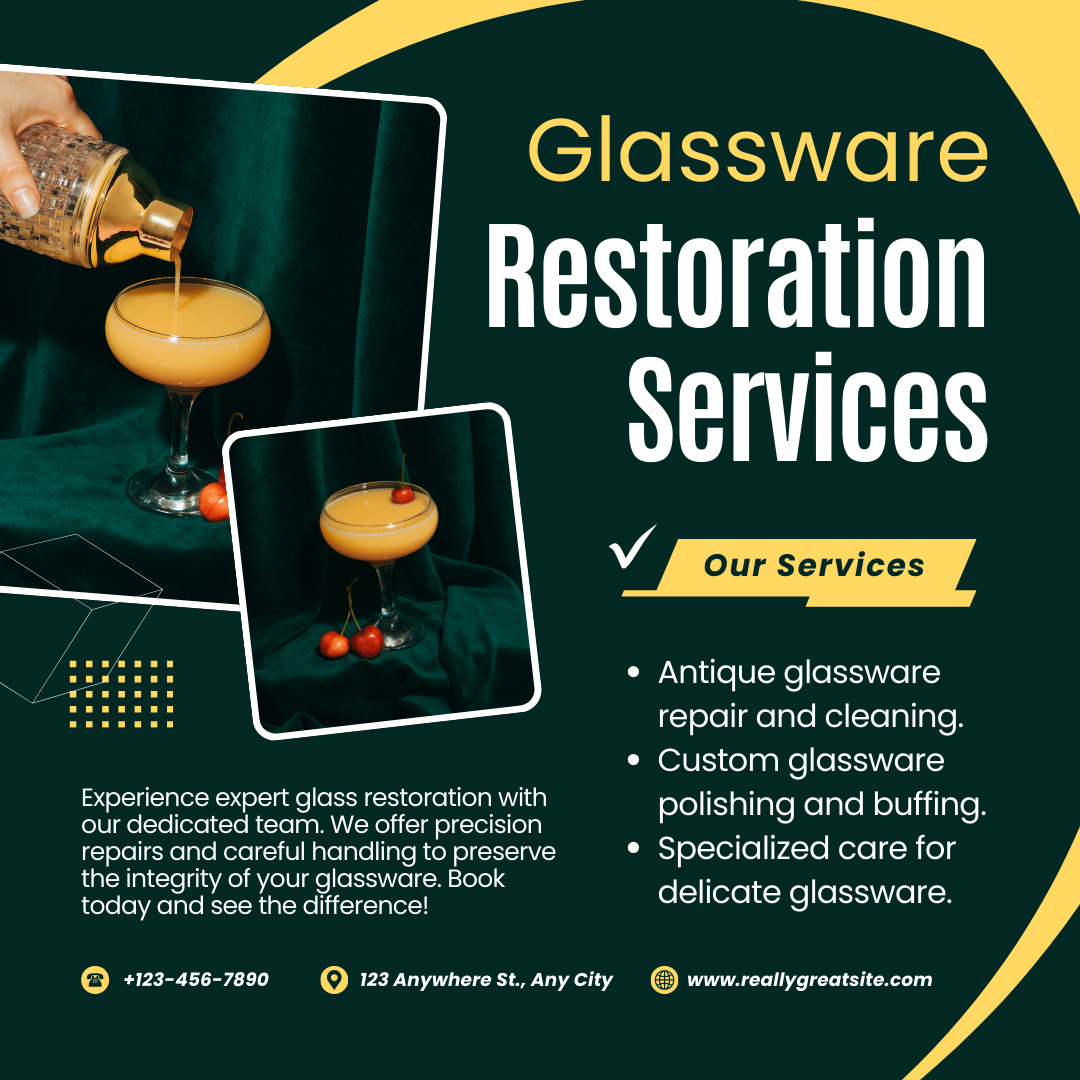 Glassware
Restoration
Services
Our Services
• Antique glassware
repair and cleaning.
• Custom glassware
polishing and buffing.
• Specialized care for
delicate glassware.
Experience expert glass restoration with
our dedicated team. We offer precision
repairs and careful handling to preserve
the integrity of your glassware. Book
today and see the difference!
+123-456-7890
123 Anywhere St., Any City
www.reallygreatsite.com